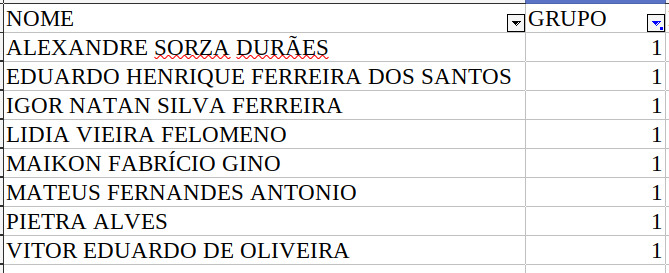 NOME GRUPO
ALEXANDRE SORZA DURÃES 1
EDUARDO HENRIQUE FERREIRA DOS SANTOS 1
IGOR NATAN SILVA FERREIRA 1
LIDIA VIEIRA FELOMENO 1
MAIKON FABRÍCIO GINO 1
MATEUS FERNANDES ANTONIO 1
PIETRA ALVES 1
VITOR EDUARDO DE OLIVEIRA 1